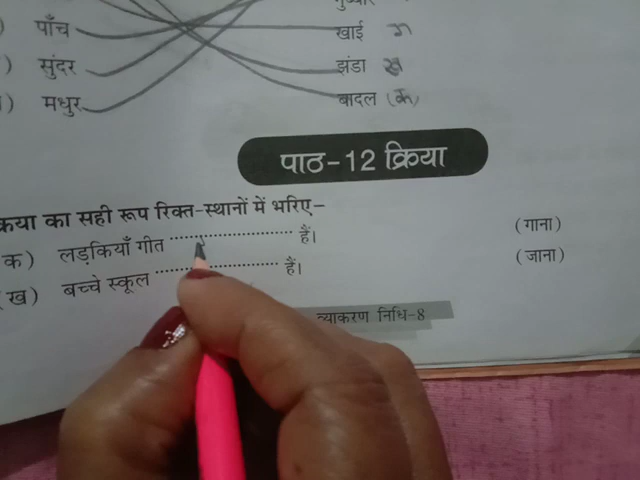 पाँच
खाई ग
) सुंदर
झंडा ख
) मधुर
बादल (क)
पाठ-12 क्रिया
का सही रूप रिक्त-स्थानों में भरिए-
क) लड़कियाँ गीत .................... हैं। (गाना)
(ख) बच्चे स्कूल .................... हैं। (जाना)
व्याकरण निधि-8